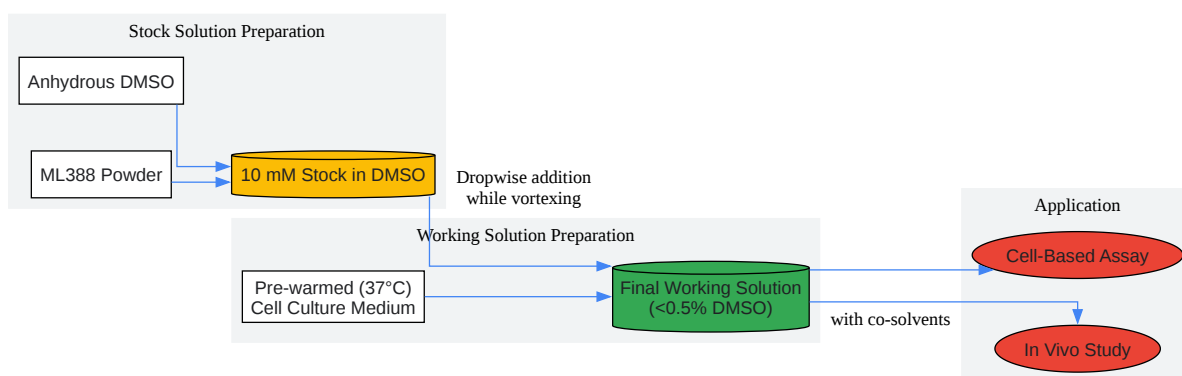 Stock Solution Preparation
Anhydrous DMSO
ML388 Powder
10 mM Stock in DMSO
Dropwise addition
while vortexing
Working Solution Preparation
Pre-warmed (37°C)
Cell Culture Medium
Final Working Solution
(<0.5% DMSO)
with co-solvents
Application
Cell-Based Assay
In Vivo Study